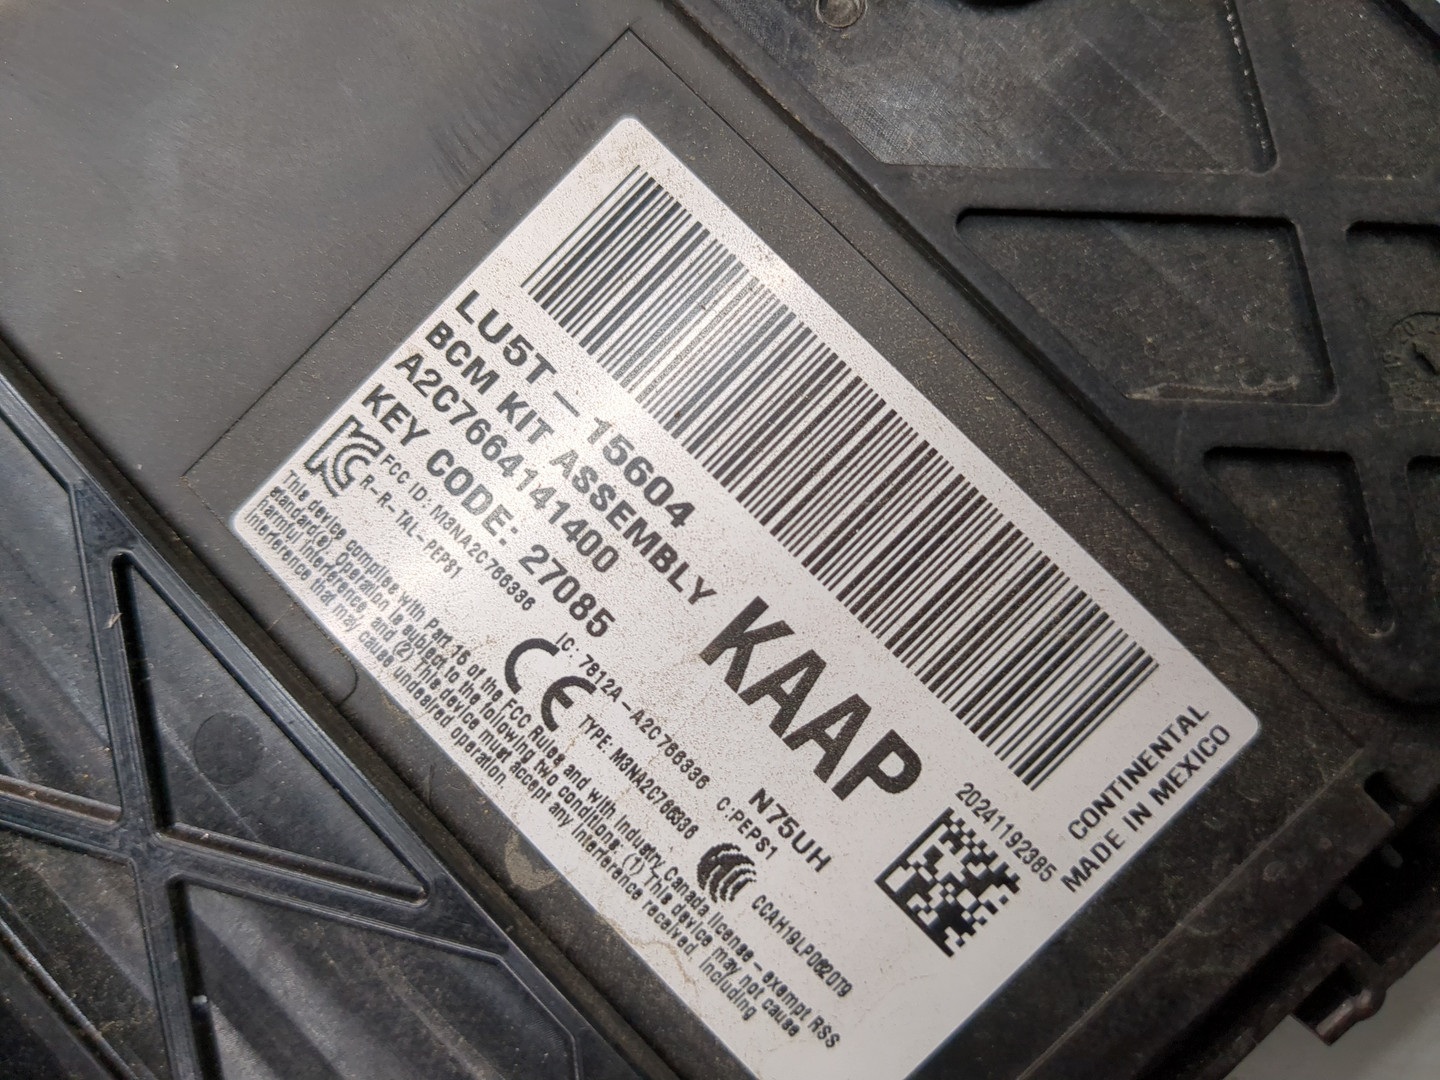 LU5T-15604
BCM KIT ASSEMBLY
A2C7664141400
KEY CODE: 27085
KAAP
FCC ID: M3NA2C766336
R-R-TAL-PEPS1
IC: 7812A-A2C766336
N75UH
TYPE: M3NA2C766336
C:PEPS1
CCAH19LP0620T9
This device complies with Part 15 of the FCC Rules and with Industry Canada license-exempt RSS
standard(s). Operation is subject to the following two conditions. (1) This device may not cause
harmful interference, and (2) This device must accept any interference received, including
interference that may cause undesired operation
20241192385
CONTINENTAL
MADE IN MEXICO